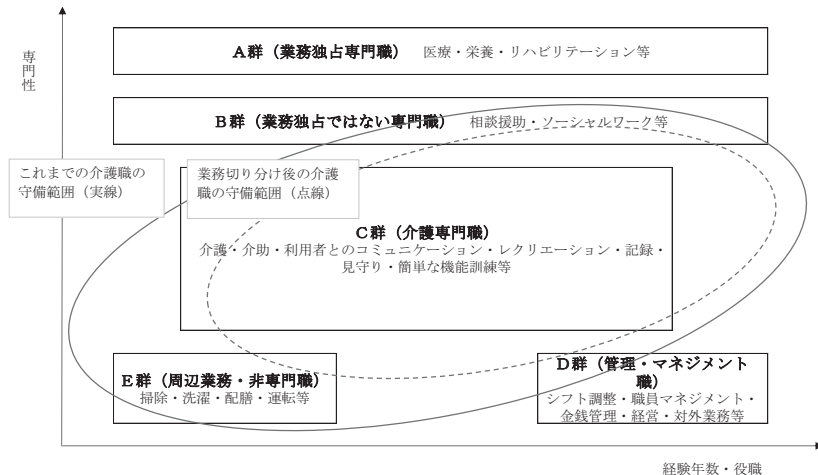 専門性
A群（業務独占専門職）　医療・栄養・リハビリテーション等
B群（業務独占ではない専門職）　相談援助・ソーシャルワーク等
これまでの介護職の
守備範囲（実線）
業務切り分け後の介護
職の守備範囲（点線）
C群（介護専門職）
介護・介助・利用者とのコミュニケーション・レクリエーション・記録・
見守り・簡単な機能訓練等
E群（周辺業務・非専門職）
掃除・洗濯・配膳・運転等
D群（管理・マネジメント
職）
シフト調整・職員マネジメント・
金銭管理・経営・対外業務等
経験年数・役職